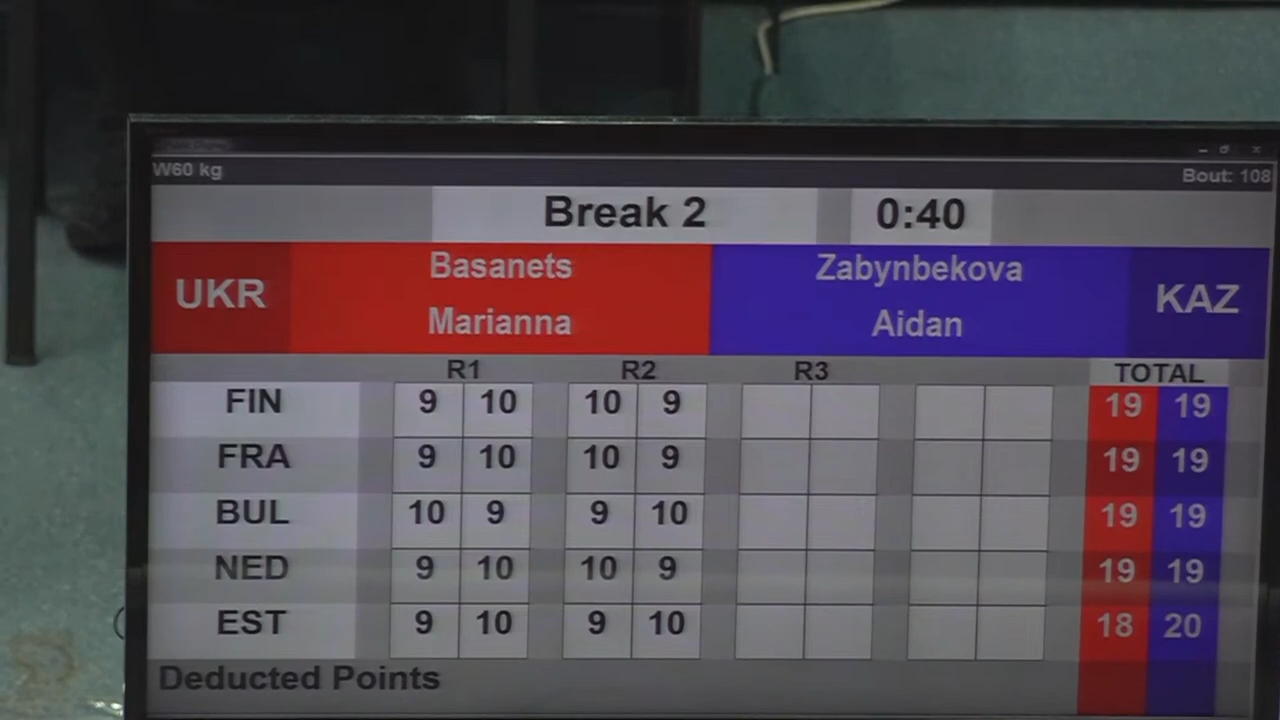 W60 kg Bout: 108
Break 2 0:40
UKR Basanets Marianna Zabynbekova Aidan KAZ
R1 R2 R3 TOTAL
FIN 9 10 10 9 19 19
FRA 9 10 10 9 19 19
BUL 10 9 9 10 19 19
NED 9 10 10 9 19 19
EST 9 10 9 10 18 20
Deducted Points